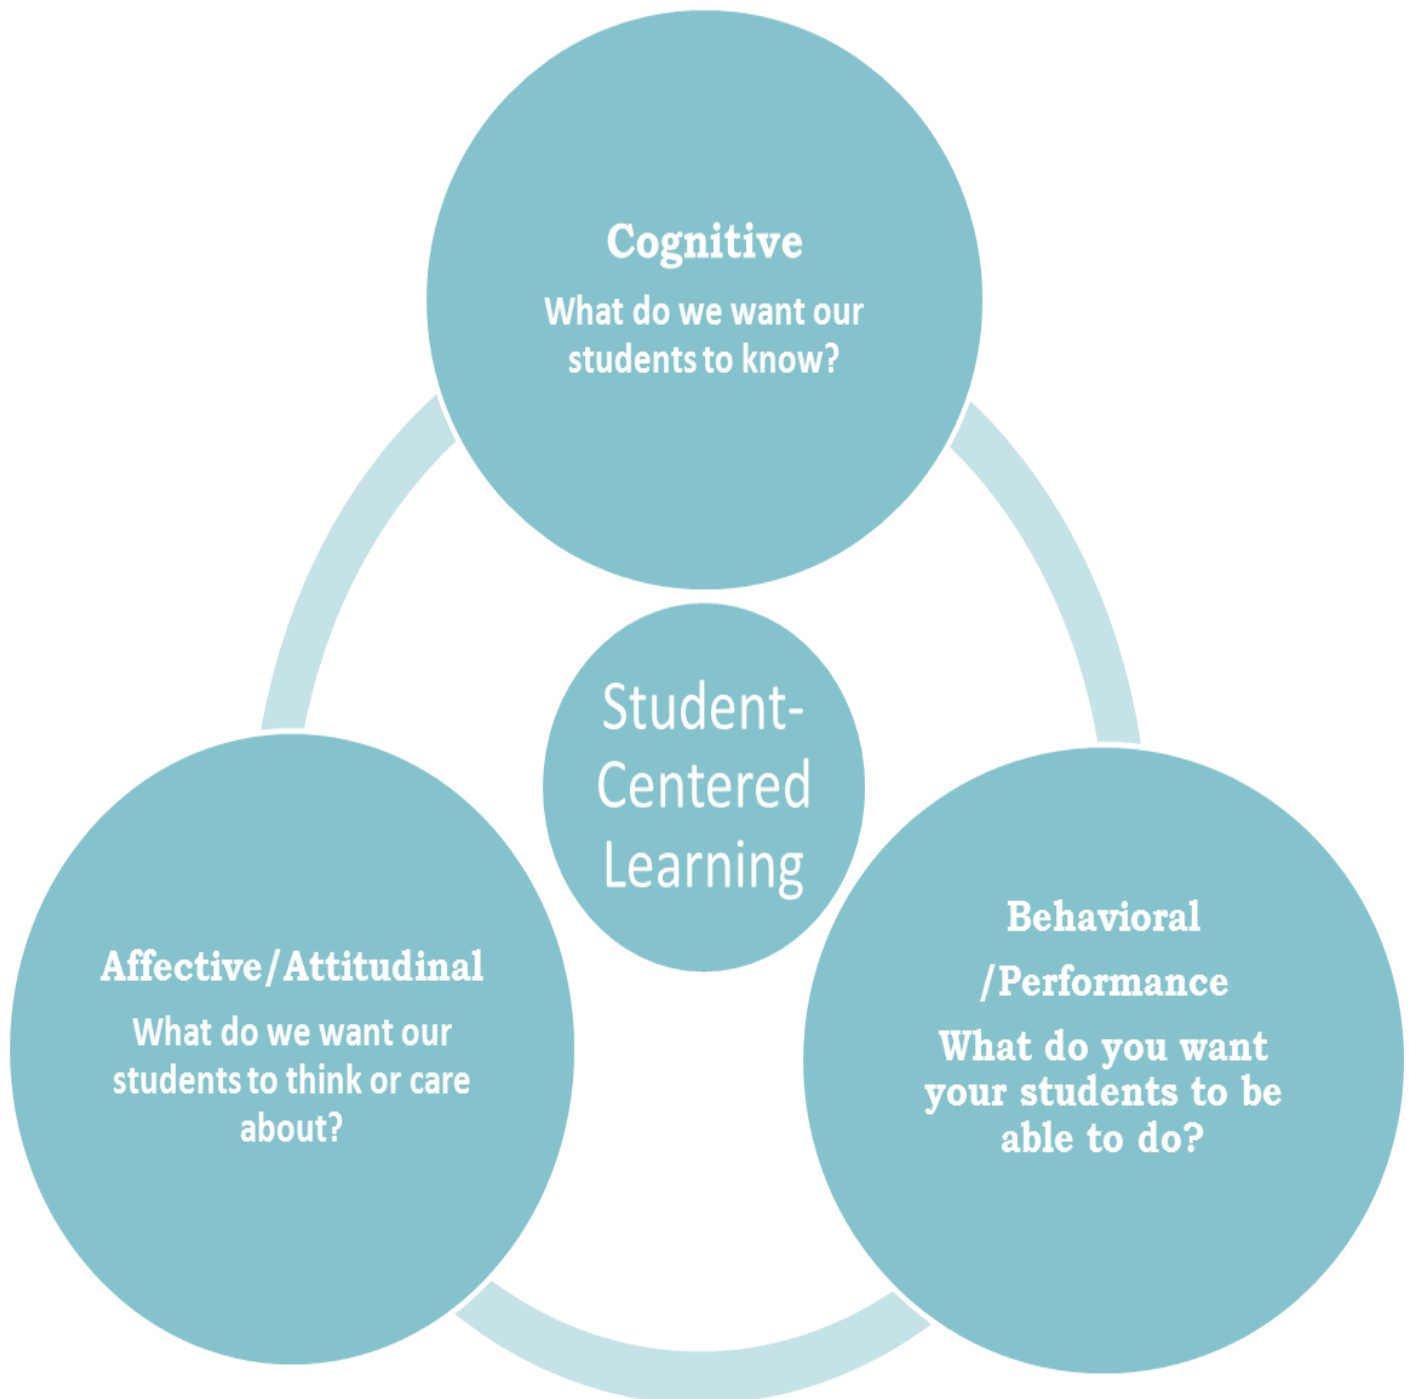 Cognitive
What do we want our
students to know?
Student-
Centered
Learning
Affective/Attitudinal
What do we want our
students to think or care
about?
Behavioral
/Performance
What do you want
your students to be
able to do?